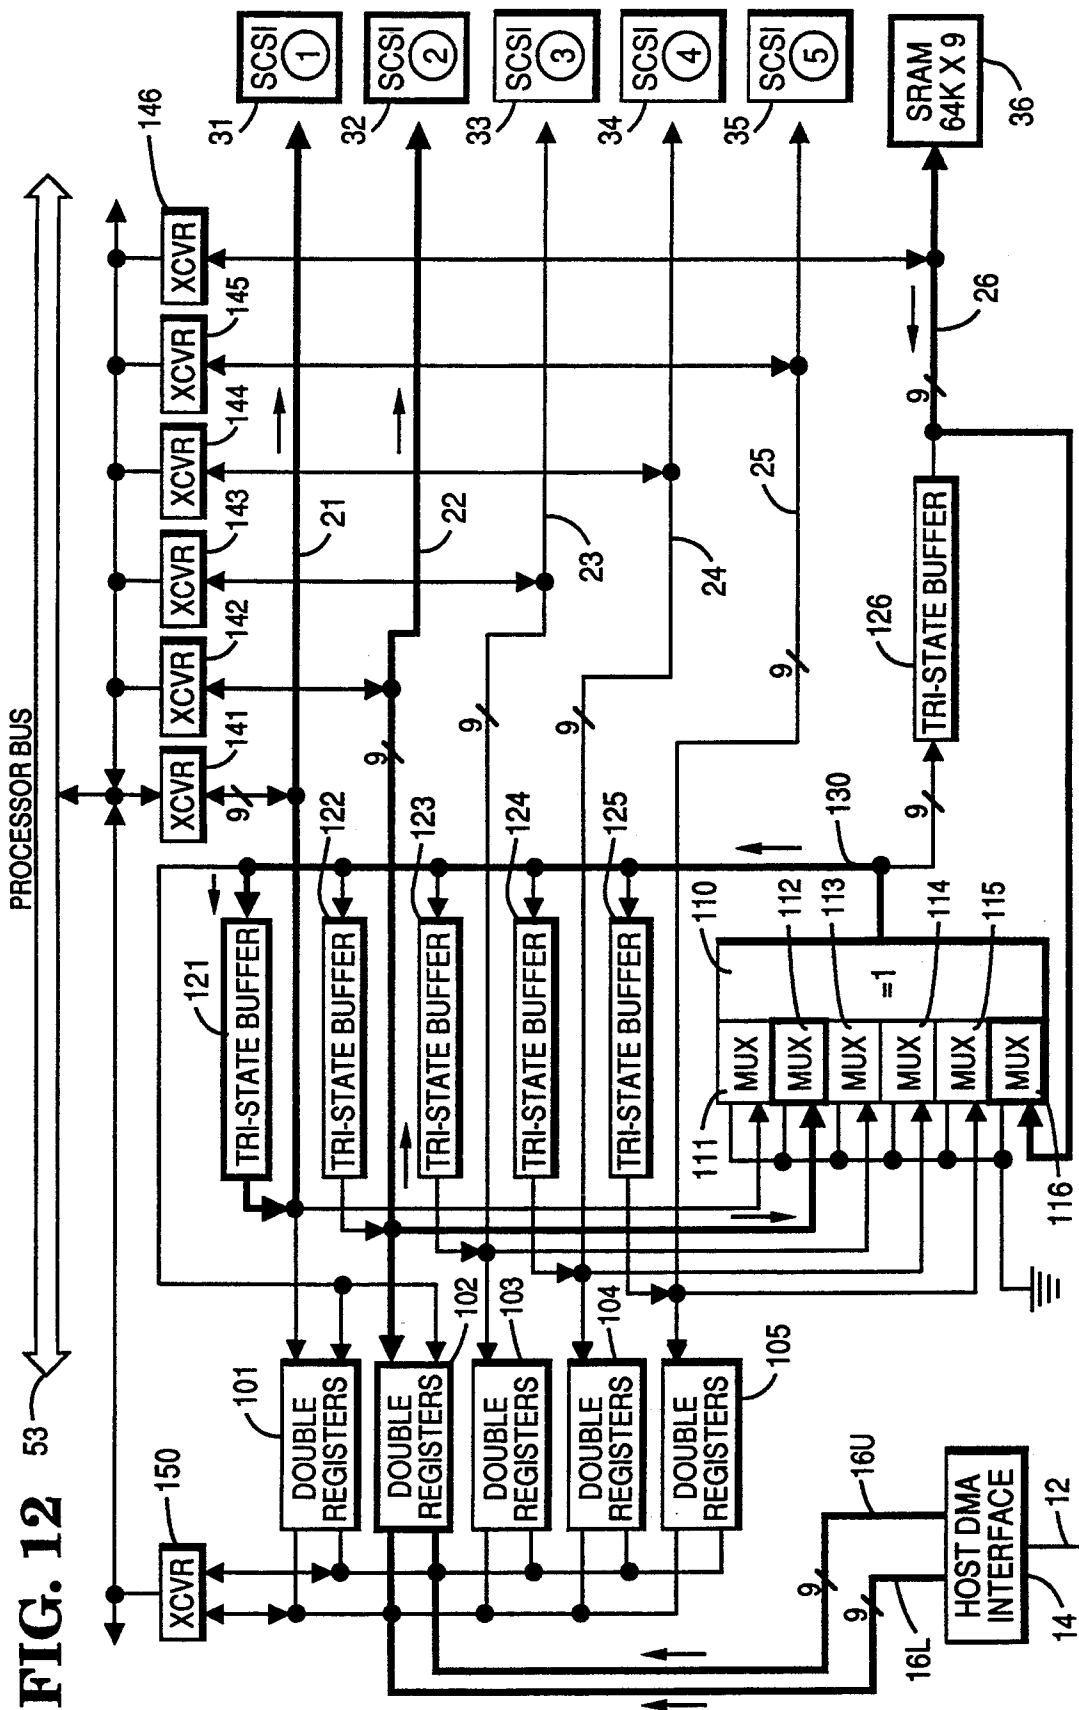 FIG. 12
53
PROCESSOR BUS
150
XCVR
XCVR
141
XCVR
142
XCVR
143
XCVR
144
XCVR
145
XCVR
146
9
101
DOUBLE
REGISTERS
102
DOUBLE
REGISTERS
103
DOUBLE
REGISTERS
104
DOUBLE
REGISTERS
105
DOUBLE
REGISTERS
121
TRI-STATE BUFFER
122
TRI-STATE BUFFER
123
TRI-STATE BUFFER
124
TRI-STATE BUFFER
125
TRI-STATE BUFFER
21
22
23
24
25
9
9
9
9
31
SCSI
1
32
SCSI
2
33
SCSI
3
34
SCSI
4
35
SCSI
5
130
110
111
MUX
112
MUX
113
MUX
114
MUX
115
MUX
116
MUX
=1
9
126
TRI-STATE BUFFER
9
26
SRAM
64K X 9
36
16U
9
9
16L
HOST DMA
INTERFACE
14
12